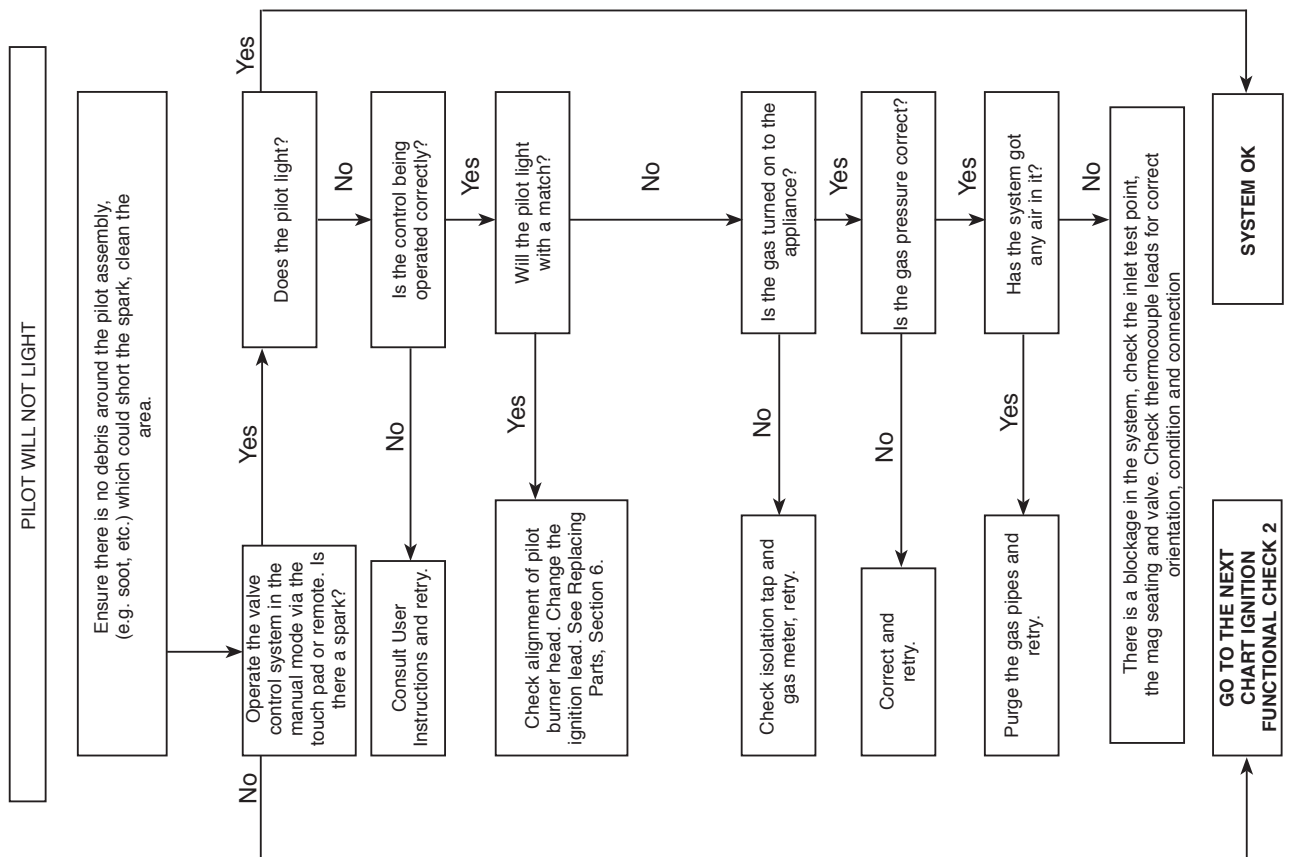 PILOT WILL NOT LIGHT
Ensure there is no debris around the pilot assembly,
(e.g. soot, etc.) which could short the spark, clean the
area.
Operate the valve
control system in the
manual mode via the
touch pad or remote. Is
there a spark?
No
Yes
Does the pilot light?
Yes
No
Is the control being
operated correctly?
No
Consult User
Instructions and retry.
Yes
Will the pilot light
with a match?
Yes
Check alignment of pilot
burner head. Change the
ignition lead. See Replacing
Parts, Section 6.
No
Is the gas turned on to the
appliance?
No
Check isolation tap and
gas meter, retry.
Yes
Is the gas pressure correct?
No
Correct and
retry.
Yes
Has the system got
any air in it?
Yes
Purge the gas pipes and
retry.
No
There is a blockage in the system, check the inlet test point,
the mag seating and valve. Check thermocouple leads for correct
orientation, condition and connection
GO TO THE NEXT
CHART IGNITION
FUNCTIONAL CHECK 2
SYSTEM OK